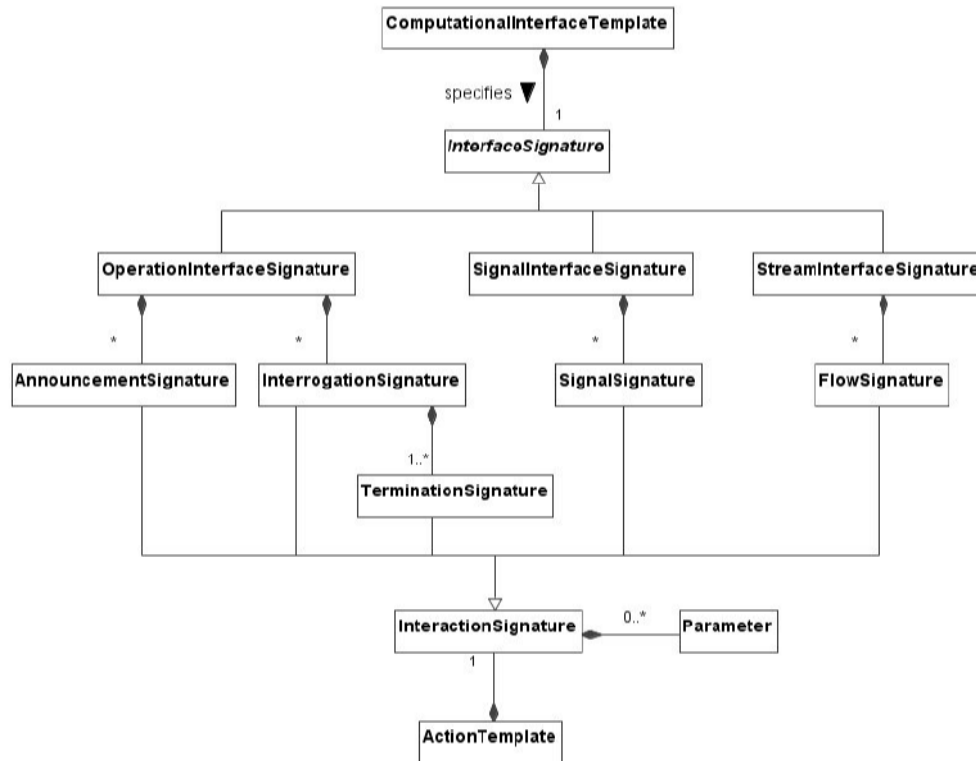 ComputationalInterfaceTemplate
specifies
1
InterfaceSignature
OperationInterfaceSignature
SignalInterfaceSignature
StreamInterfaceSignature
*
*
*
*
AnnouncementSignature
InterrogationSignature
SignalSignature
FlowSignature
1..*
TerminationSignature
InteractionSignature
0..*
Parameter
1
ActionTemplate